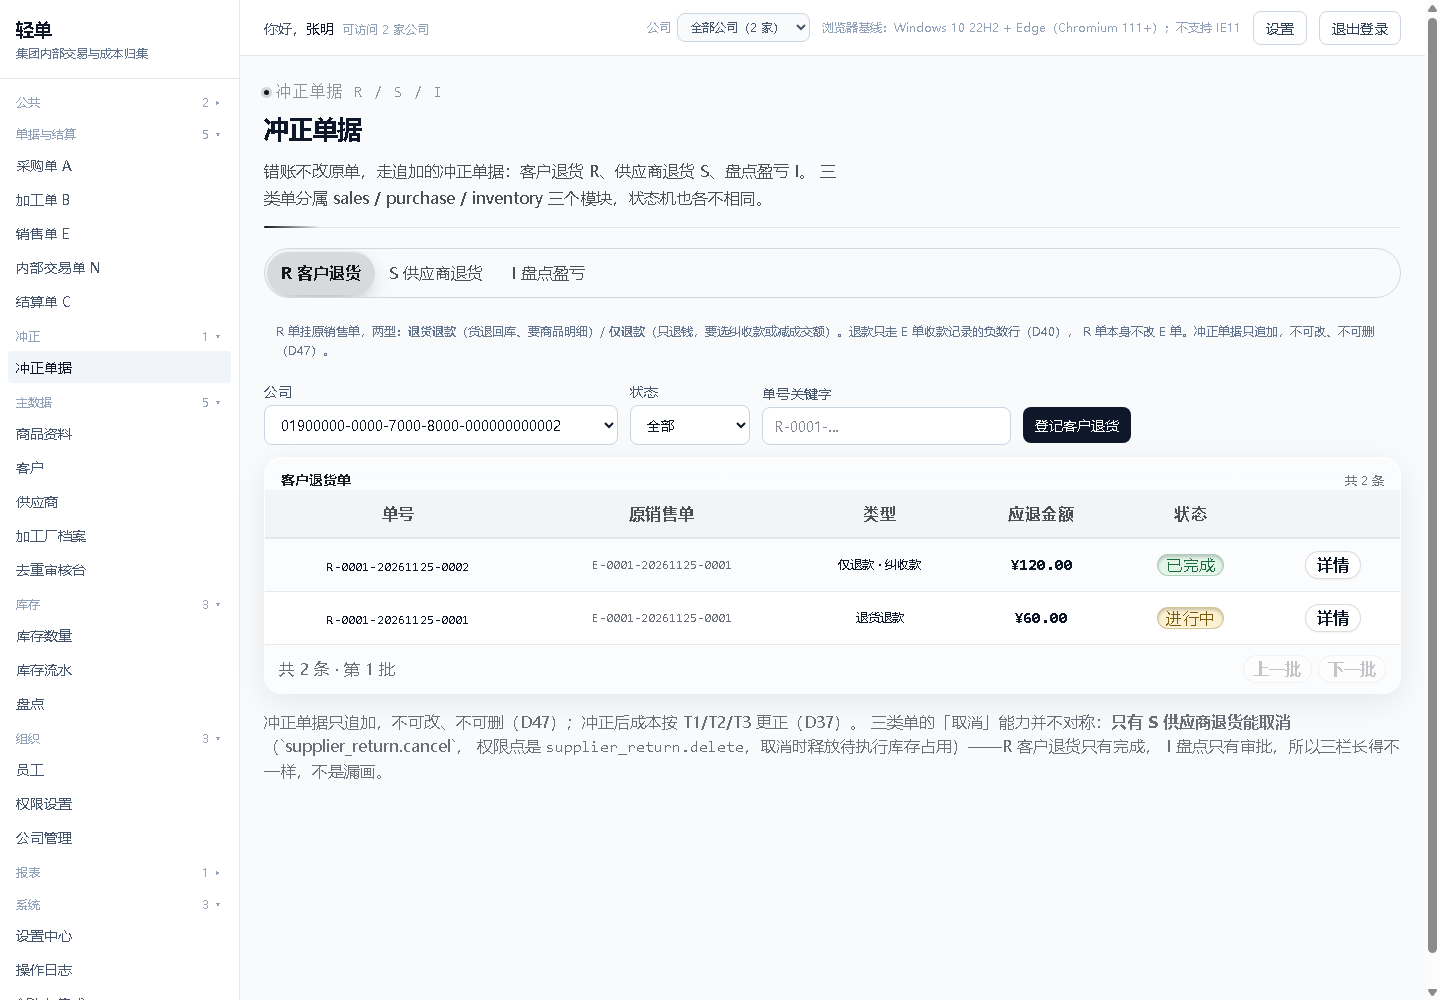 轻单
集团内部交易与成本归集
你好，张明 可访问 2 家公司
公司 全部公司（2 家） 浏览器基线：Windows 10 22H2 + Edge（Chromium 111+）；不支持 IE11 设置 退出登录
公共 2
单据与结算 5
采购单 A
加工单 B
销售单 E
内部交易单 N
结算单 C
冲正 1
冲正单据
主数据 5
商品资料
客户
供应商
加工厂档案
去重审核台
库存 3
库存数量
库存流水
盘点
组织 3
员工
权限设置
公司管理
报表 1
系统 3
设置中心
操作日志
冲正单据 R / S / I
冲正单据
错账不改原单，走追加的冲正单据：客户退货 R、供应商退货 S、盘点盈亏 I。 三
类单分属 sales / purchase / inventory 三个模块，状态机也各不相同。
R 客户退货 S 供应商退货 I 盘点盈亏
R 单挂原销售单，两型：退货退款（货退回库、要商品明细）/ 仅退款（只退钱，要选纠收款或减成交额）。退款只走 E 单收款记录的负数行（D40）， R 单本身不改 E 单。冲正单据只追加，不可改、不可删
（D47）。
公司 状态 单号关键字
01900000-0000-7000-8000-000000000002 全部 R-0001-... 登记客户退货
客户退货单 共 2 条
单号 原销售单 类型 应退金额 状态
R-0001-20261125-0002 E-0001-20261125-0001 仅退款 · 纠收款 ¥120.00 已完成 详情
R-0001-20261125-0001 E-0001-20261125-0001 退货退款 ¥60.00 进行中 详情
共 2 条 · 第 1 批 上一批 下一批
冲正单据只追加，不可改、不可删（D47）；冲正后成本按 T1/T2/T3 更正（D37）。 三类单的「取消」能力并不对称：只有 S 供应商退货能取消
（`supplier_return.cancel`， 权限点是 supplier_return.delete，取消时释放待执行库存占用）——R 客户退货只有完成， I 盘点只有审批，所以三栏长得不
一样，不是漏画。